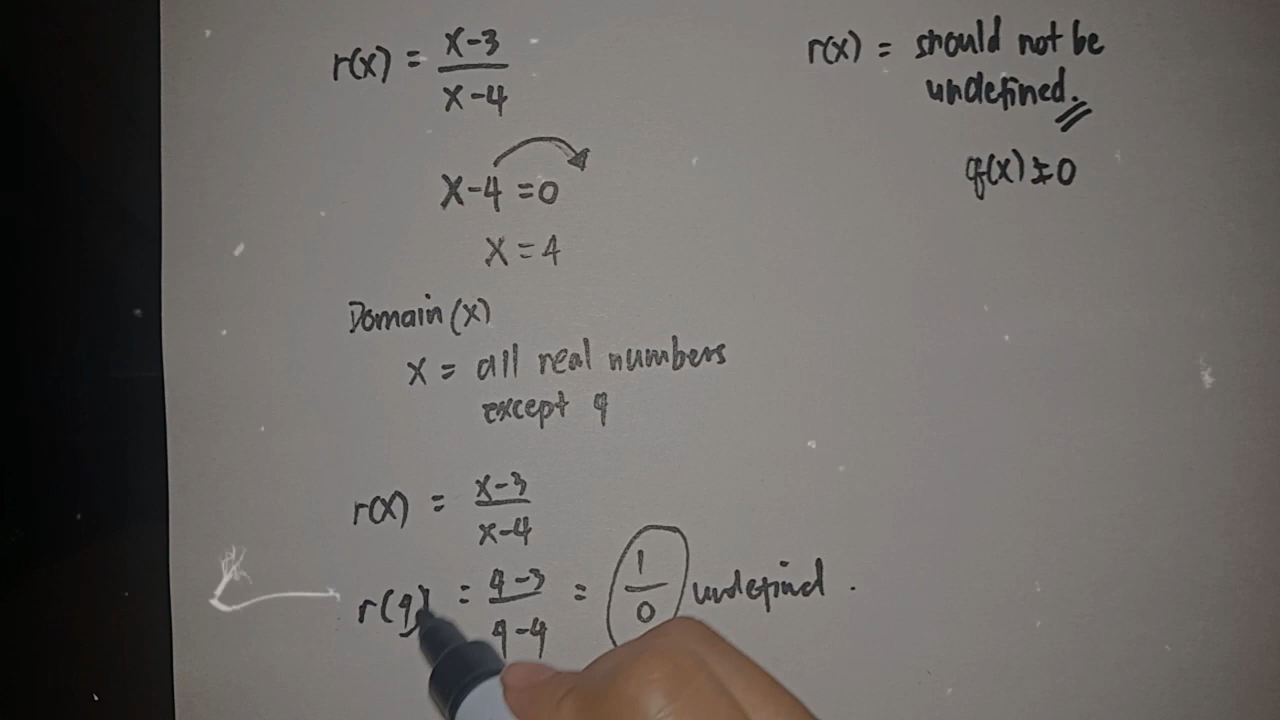 r(x) = x-3 / x-4
x-4 = 0
x = 4
Domain (x)
x = all real numbers
except 4
r(x) = x-3 / x-4
r(4) = 4-3 / 4-4 = 1/0 undefined.
r(x) = should not be
undefined.
q(x) ≠ 0